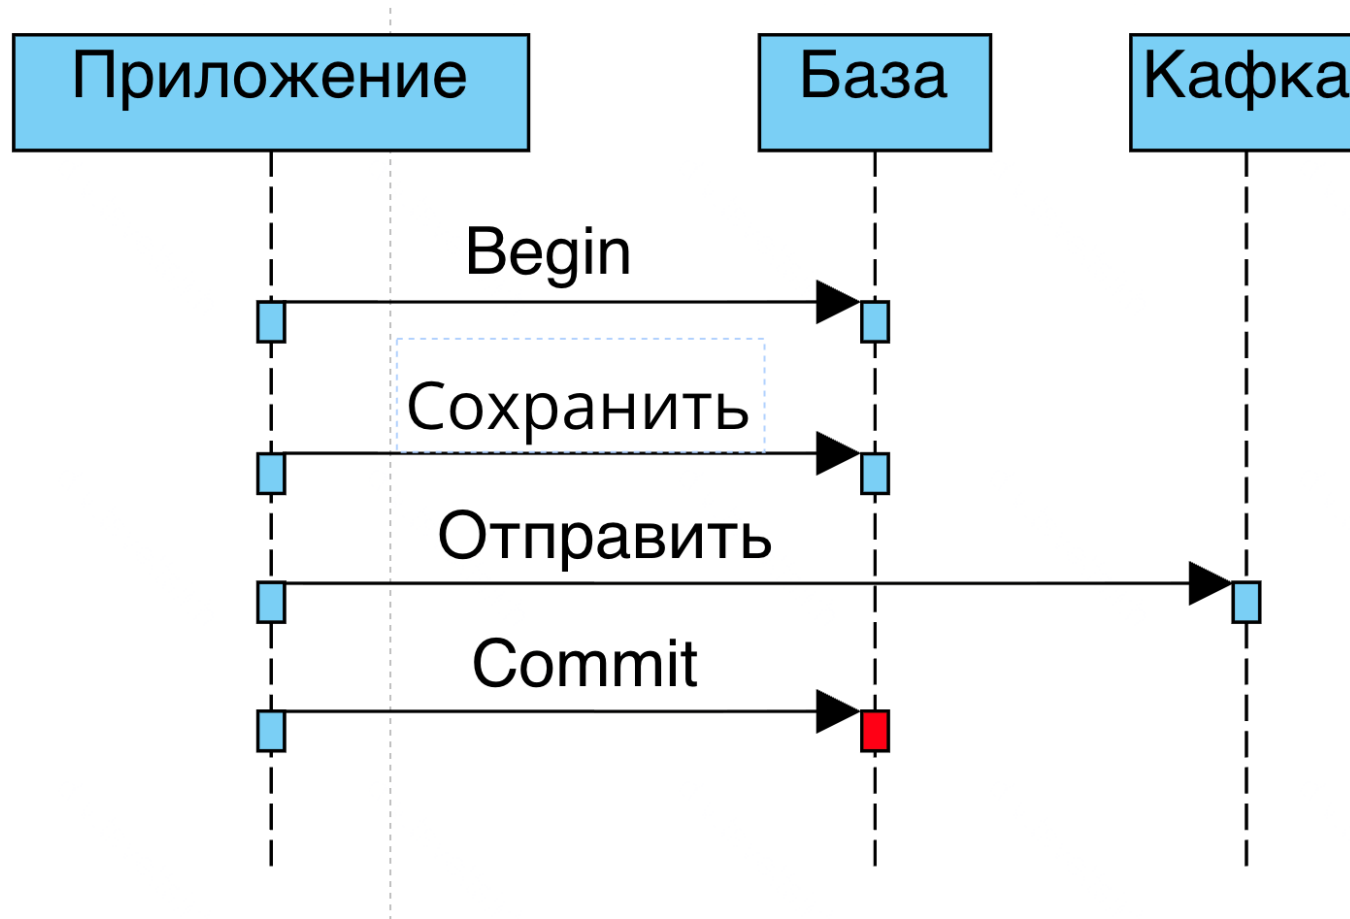 Приложение
База
Кафка
Begin
Сохранить
Отправить
Commit